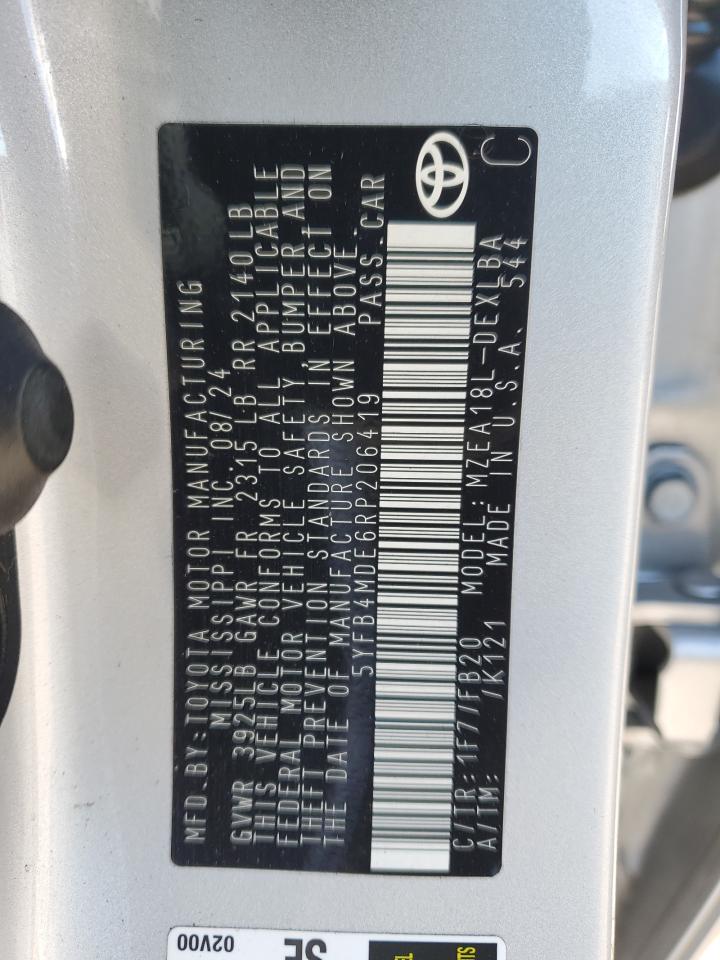 MFD.BY:TOYOTA MOTOR MANUFACTURING
MISSISSIPPI INC. 08/24
GVWR 3925LB GAWR FR 2315LB RR 2140LB
THIS VEHICLE CONFORMS TO ALL APPLICABLE
FEDERAL MOTOR VEHICLE SAFETY, BUMPER AND
THEFT PREVENTION STANDARDS IN EFFECT ON
THE DATE OF MANUFACTURE SHOWN ABOVE.
5YFB4MDE6RP206419 PASS.CAR
C/TR:1F7/FB20 MODEL:MZEA18L-DEXLBA
A/TM: /K121 MADE IN U.S.A. 544
C
02V00
SE
EL
TS